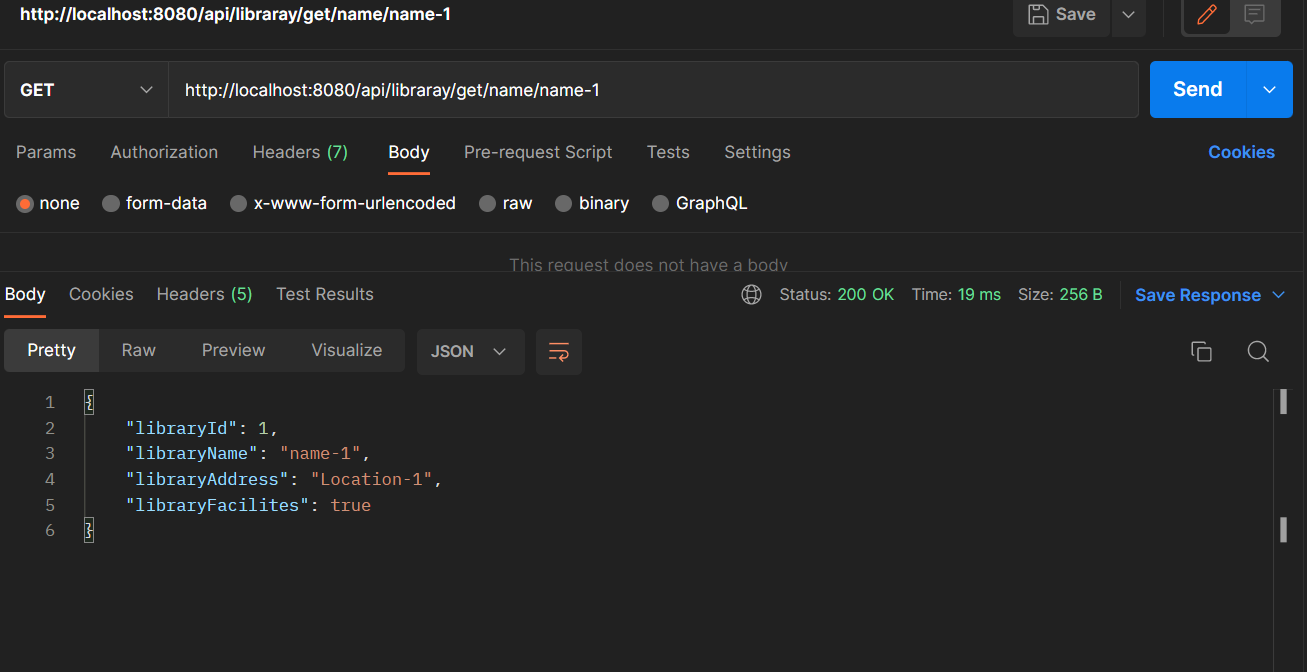 http://localhost:8080/api/libraray/get/name/name-1 Save
GET http://localhost:8080/api/libraray/get/name/name-1 Send
Params Authorization Headers (7) Body Pre-request Script Tests Settings Cookies
none form-data x-www-form-urlencoded raw binary GraphQL
This request does not have a body
Body Cookies Headers (5) Test Results Status: 200 OK Time: 19 ms Size: 256 B Save Response
Pretty Raw Preview Visualize JSON
1 {
2 "libraryId": 1,
3 "libraryName": "name-1",
4 "libraryAddress": "Location-1",
5 "libraryFacilites": true
6 }